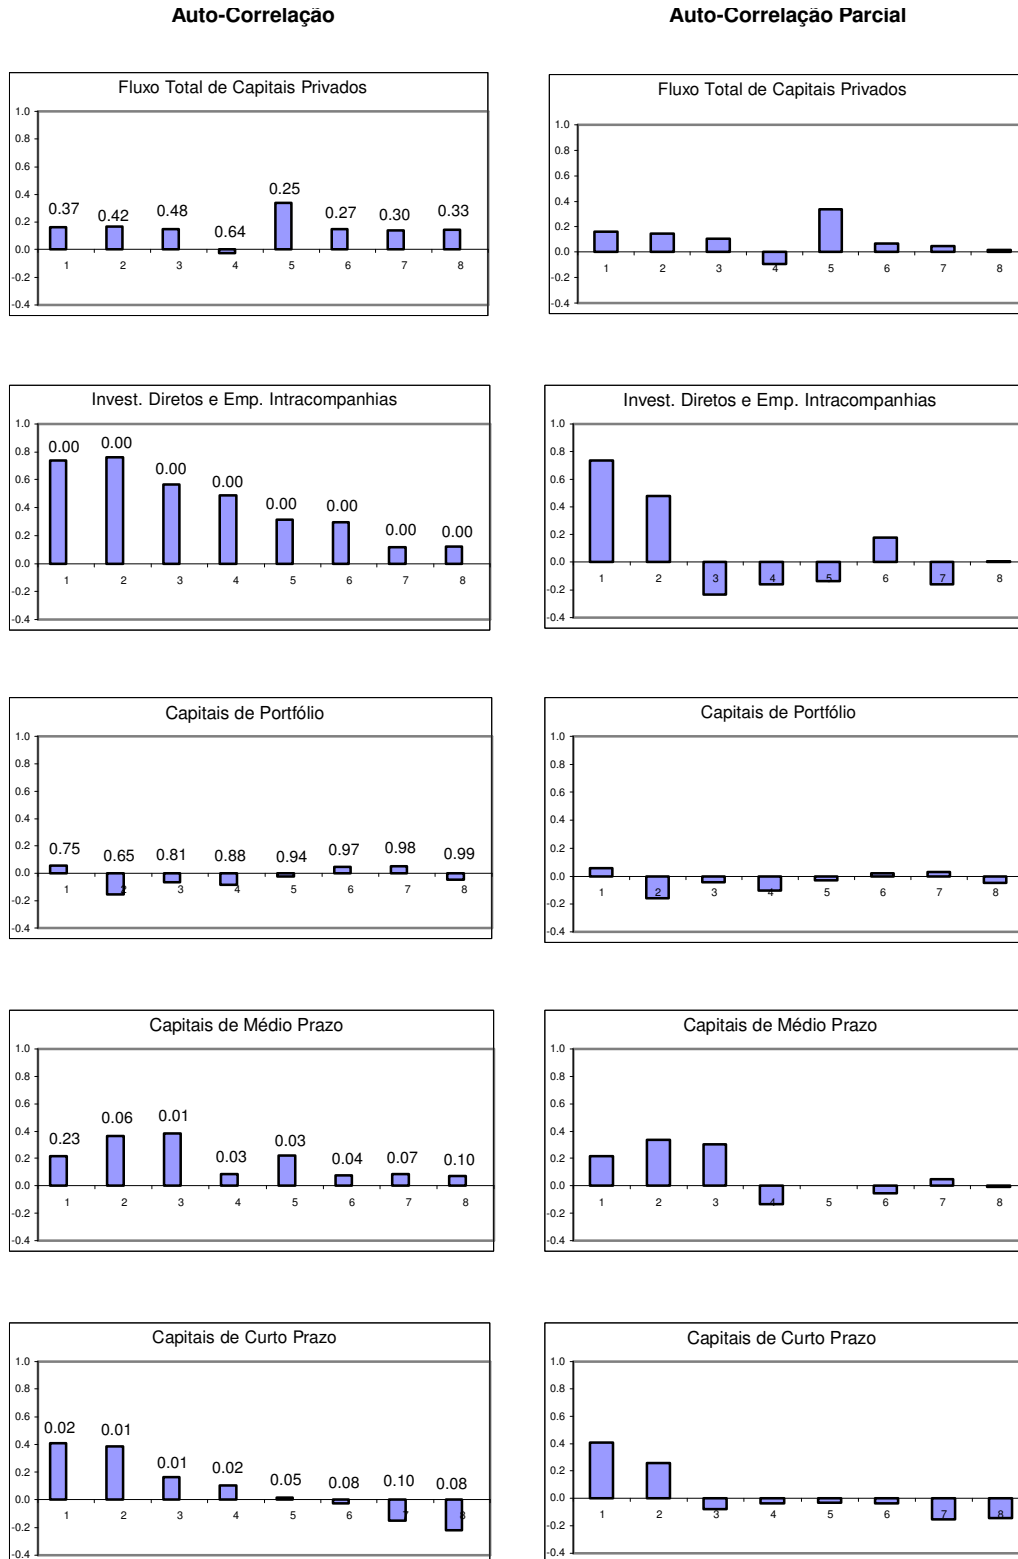 Auto-Correlação
Auto-Correlação Parcial
Fluxo Total de Capitais Privados
1.0
0.8
0.6
0.4
0.2
0.0
-0.2
-0.4
0.37 0.42 0.48 0.64 0.25 0.27 0.30 0.33
1 2 3 4 5 6 7 8
Fluxo Total de Capitais Privados
1.0
0.8
0.6
0.4
0.2
0.0
-0.2
-0.4
1 2 3 4 5 6 7 8
Invest. Diretos e Emp. Intracompanhias
1.0
0.8
0.6
0.4
0.2
0.0
-0.2
-0.4
0.00 0.00 0.00 0.00 0.00 0.00 0.00 0.00
1 2 3 4 5 6 7 8
Invest. Diretos e Emp. Intracompanhias
1.0
0.8
0.6
0.4
0.2
0.0
-0.2
-0.4
1 2 3 4 5 6 7 8
Capitais de Portfólio
1.0
0.8
0.6
0.4
0.2
0.0
-0.2
-0.4
0.75 0.65 0.81 0.88 0.94 0.97 0.98 0.99
1 2 3 4 5 6 7 8
Capitais de Portfólio
1.0
0.8
0.6
0.4
0.2
0.0
-0.2
-0.4
1 2 3 4 5 6 7 8
Capitais de Médio Prazo
1.0
0.8
0.6
0.4
0.2
0.0
-0.2
-0.4
0.23 0.06 0.01 0.03 0.03 0.04 0.07 0.10
1 2 3 4 5 6 7 8
Capitais de Médio Prazo
1.0
0.8
0.6
0.4
0.2
0.0
-0.2
-0.4
1 2 3 4 5 6 7 8
Capitais de Curto Prazo
1.0
0.8
0.6
0.4
0.2
0.0
-0.2
-0.4
0.02 0.01 0.01 0.02 0.05 0.08 0.10 0.08
1 2 3 4 5 6 7 8
Capitais de Curto Prazo
1.0
0.8
0.6
0.4
0.2
0.0
-0.2
-0.4
1 2 3 4 5 6 7 8